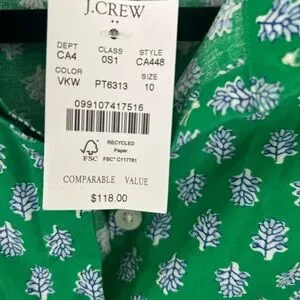 J.CREW
DEPT CLASS STYLE
CA4 0S1 CA448
COLOR SIZE
VKW PT6313 10
099107417516
FSC
RECYCLED
Paper
FSC® C117781
COMPARABLE VALUE
$118.00